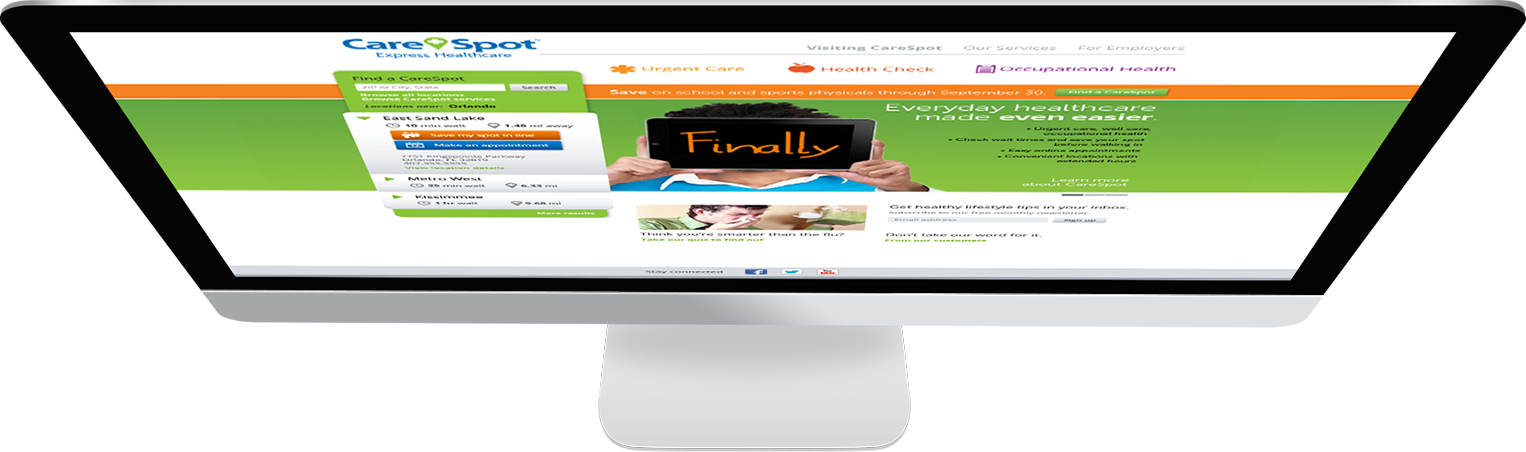 CareSpot™
Express Healthcare
Visiting CareSpot Our Services For Employers
Urgent Care Health Check Occupational Health
Find a CareSpot
ZIP or City, State Search
Browse all locations
Browse CareSpot services
Locations near: Orlando
Save on school and sports physicals through September 30. Find a CareSpot
East Sand Lake
10 min wait 1.48 mi away
Save my spot in line
Make an appointment
7751 Kingspointe Parkway
Orlando, FL 32819
407.555.5555
View location details
Metro West
35 min wait 6.33 mi
Kissimmee
1 hr wait 9.68 mi
More results
Finally
Everyday healthcare
made even easier.
• Urgent care, well care,
occupational health
• Check wait times and save your spot
before walking in
• Easy online appointments
• Convenient locations with
extended hours
Learn more
about CareSpot
Think you're smarter than the flu?
Take our quiz to find out
Get healthy lifestyle tips in your inbox.
Subscribe to our free monthly newsletter.
Email address Sign up
Don't take our word for it.
From our customers
Stay connected